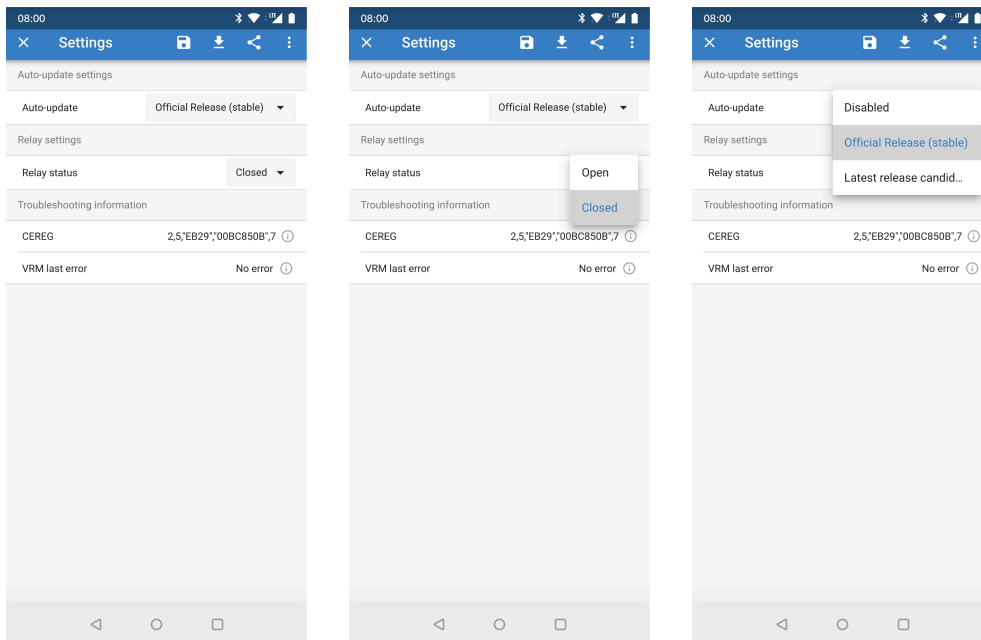 08:00
LTE
Settings
Auto-update settings
Auto-update Official Release (stable)
Relay settings
Relay status Closed
Troubleshooting information
CEREG 2,5,"EB29","00BC850B",7
VRM last error No error
08:00
LTE
Settings
Auto-update settings
Auto-update Official Release (stable)
Relay settings
Relay status Open
Closed
Troubleshooting information
CEREG 2,5,"EB29","00BC850B",7
VRM last error No error
08:00
LTE
Settings
Auto-update settings
Auto-update Disabled
Relay settings Official Release (stable)
Relay status Latest release candid...
Troubleshooting information
CEREG 2,5,"EB29","00BC850B",7
VRM last error No error